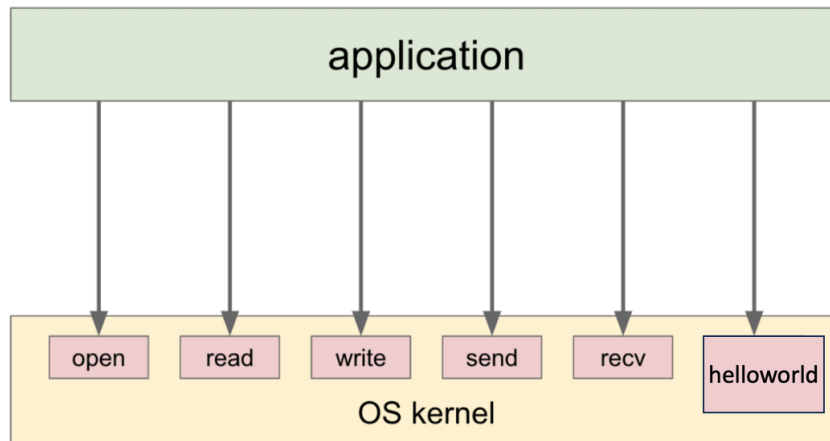 application
open
read
write
send
recv
helloworld
OS kernel